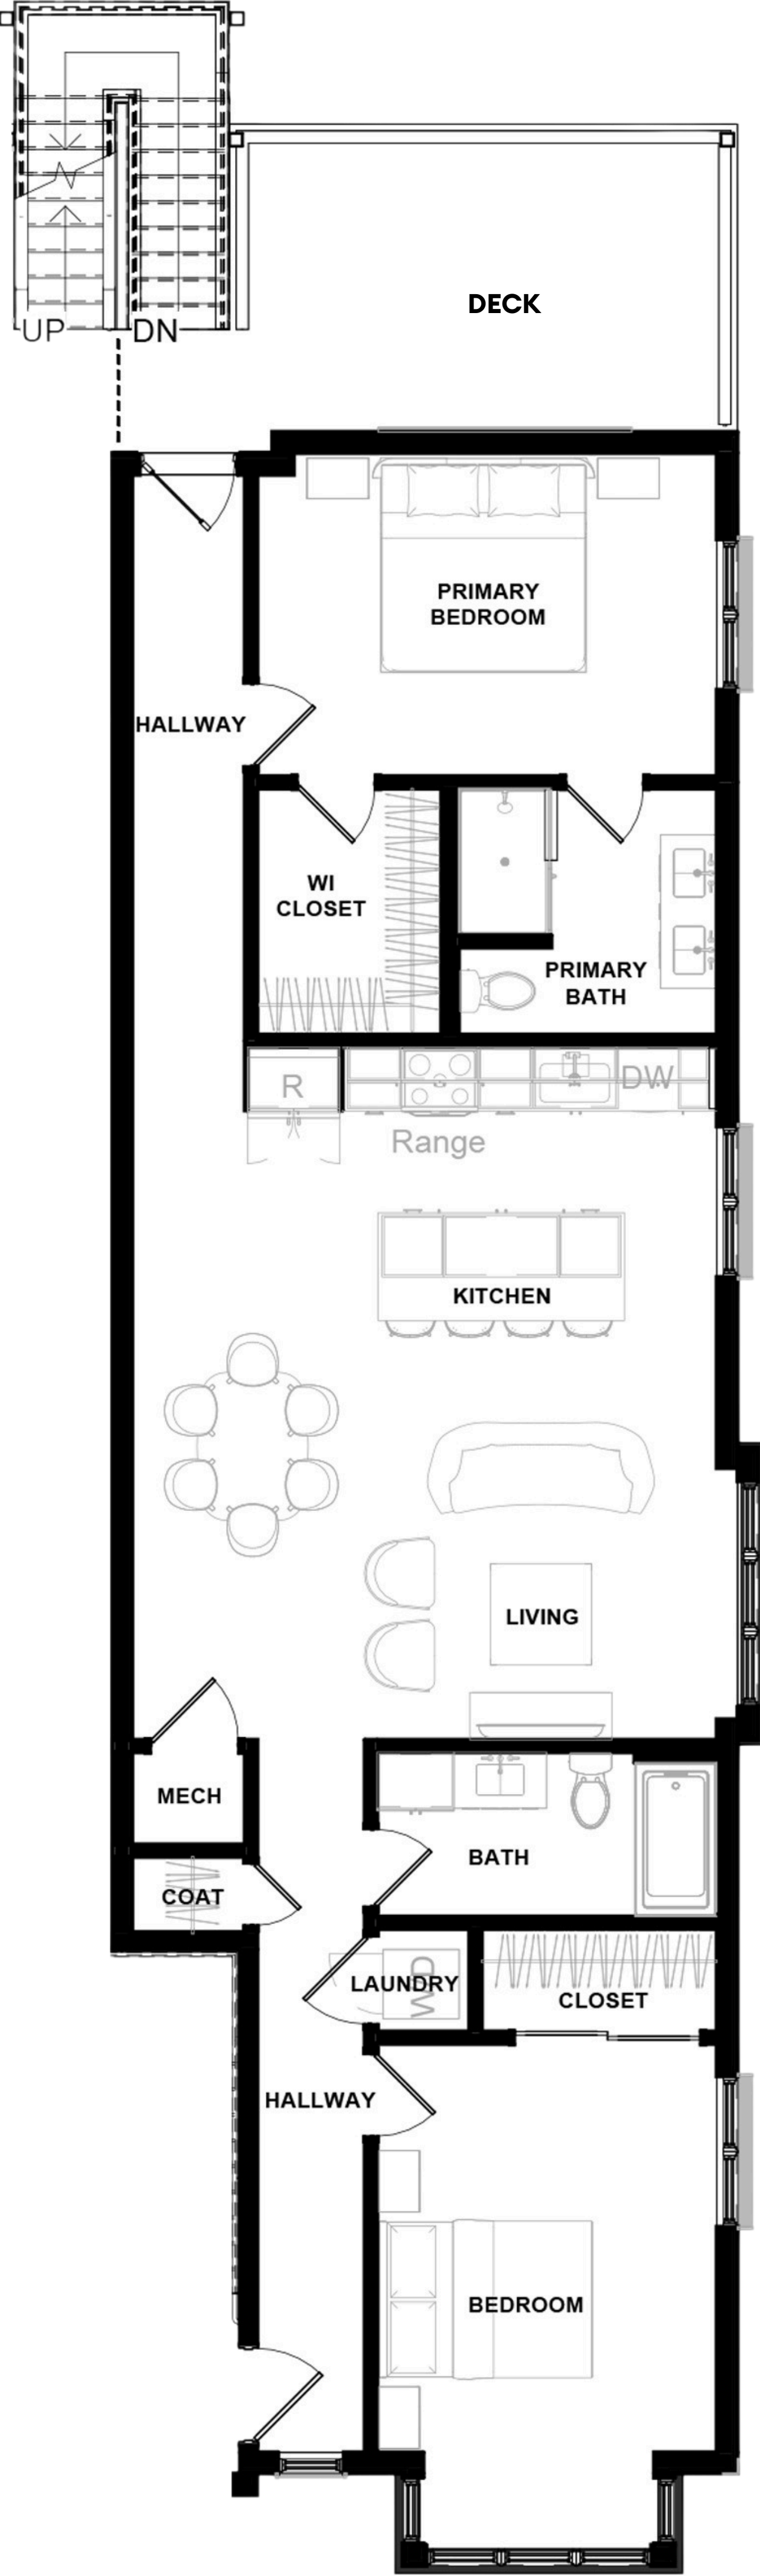 UP DN
DECK
PRIMARY
BEDROOM
HALLWAY
WI
CLOSET
PRIMARY
BATH
R
DW
Range
KITCHEN
LIVING
MECH
BATH
COAT
LAUNDRY
WD
CLOSET
HALLWAY
BEDROOM